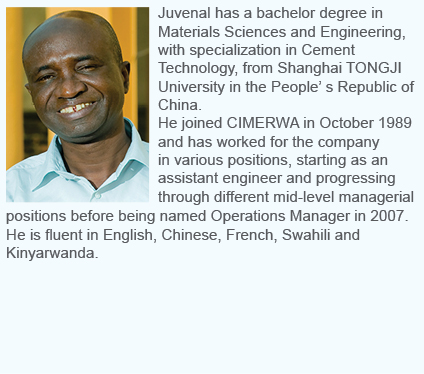 Juvenal has a bachelor degree in
Materials Sciences and Engineering,
with specialization in Cement
Technology, from Shanghai TONGJI
University in the People’ s Republic of
China.
He joined CIMERWA in October 1989
and has worked for the company
in various positions, starting as an
assistant engineer and progressing
through different mid-level managerial
positions before being named Operations Manager in 2007.
He is fluent in English, Chinese, French, Swahili and
Kinyarwanda.